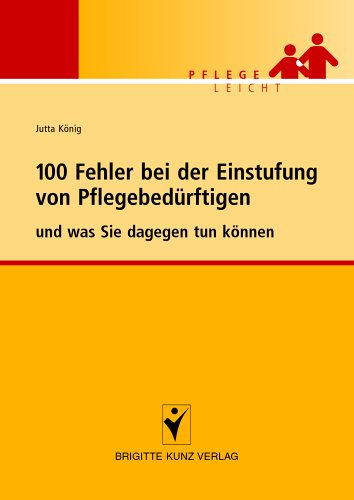 PFLEGE
LEICHT
Jutta König
100 Fehler bei der Einstufung
von Pflegebedürftigen
und was Sie dagegen tun können
BRIGITTE KUNZ VERLAG